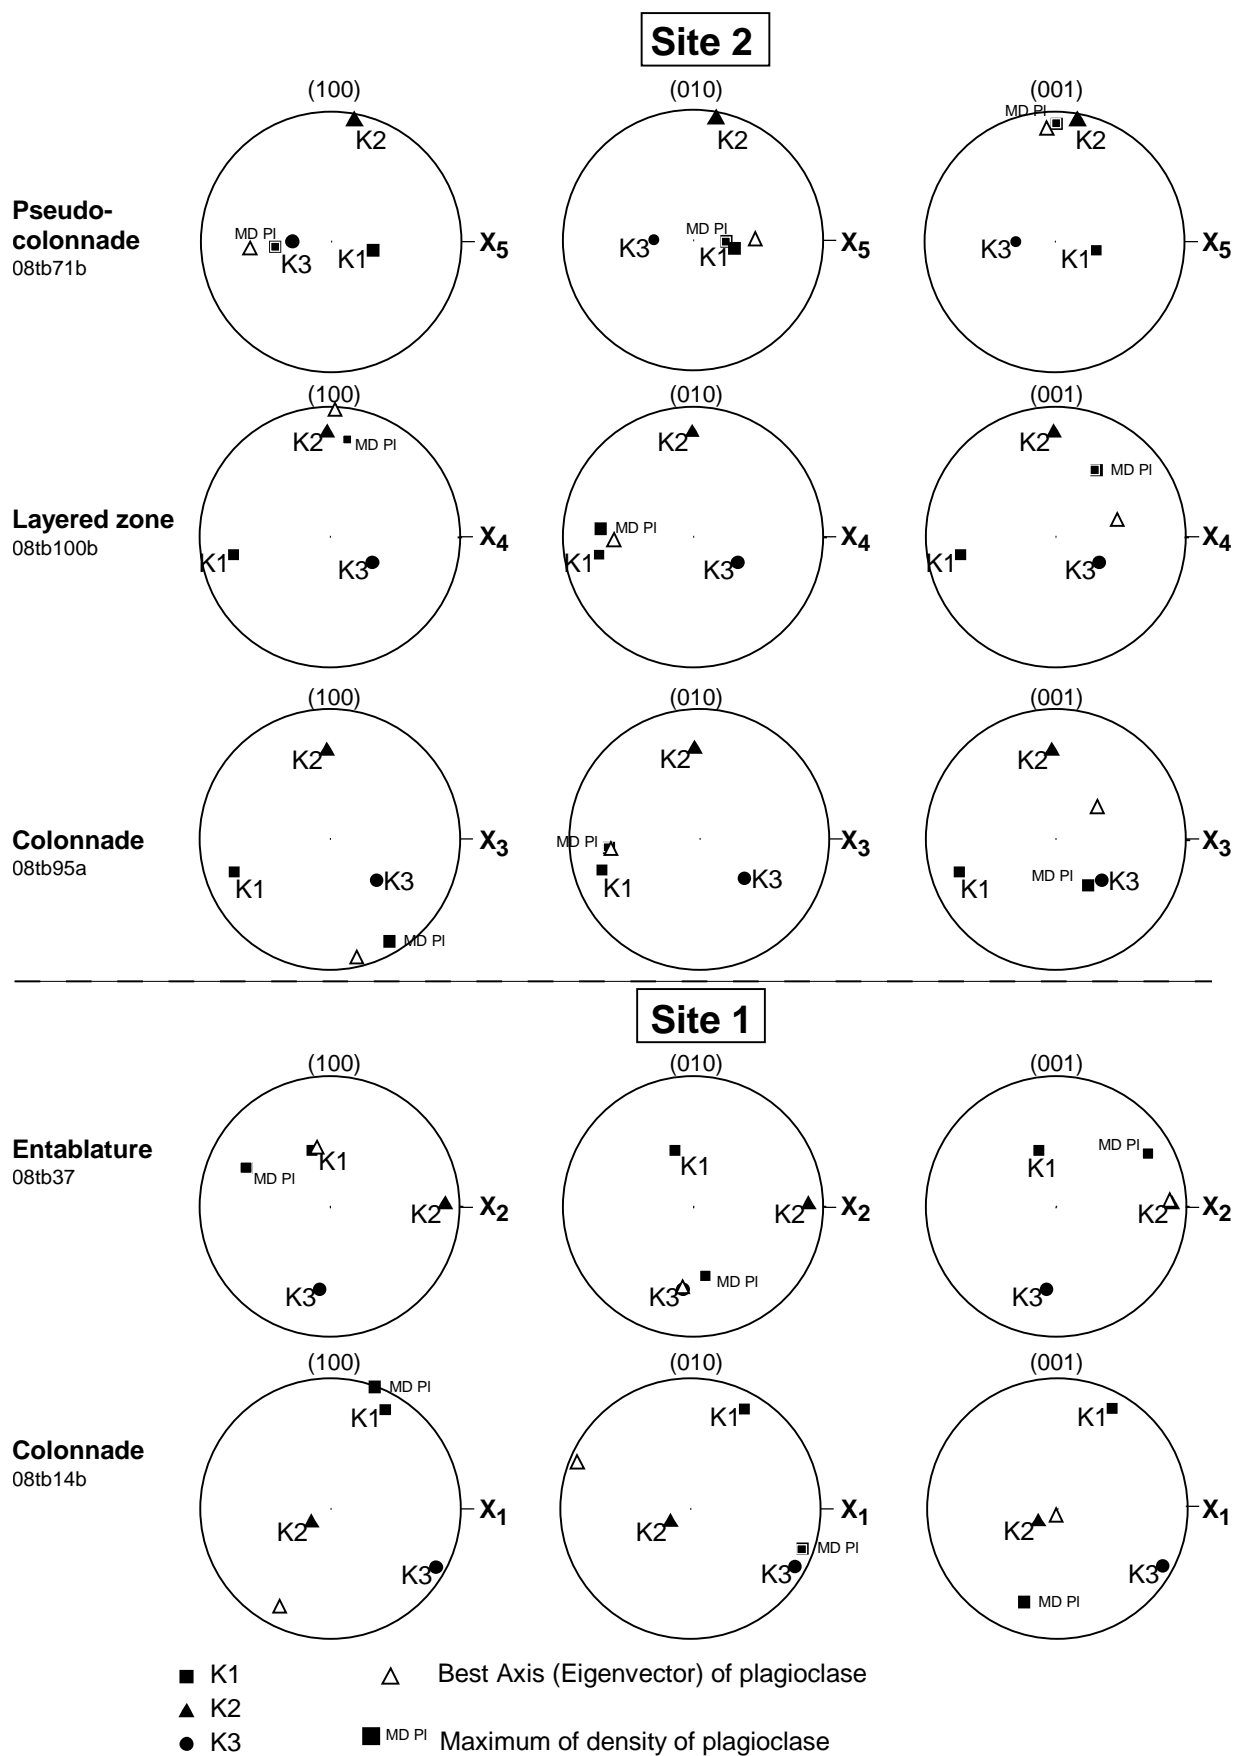 Site 2
(100) (010) (001)
Pseudo-
colonnade
08tb71b
K2 MD Pl K3 K1 X5
K2 MD Pl K3 K1 X5
MD Pl K2 K3 K1 X5
(100) (010) (001)
Layered zone
08tb100b
K2 MD Pl K1 K3 X4
K2 MD Pl K1 K3 X4
K2 MD Pl K1 K3 X4
(100) (010) (001)
Colonnade
08tb95a
K2 K1 K3 MD Pl X3
K2 MD Pl K1 K3 X3
K2 K1 MD Pl K3 X3
Site 1
(100) (010) (001)
Entablature
08tb37
K1 MD Pl K2 K3 X2
K1 K2 K3 MD Pl X2
MD Pl K1 K2 K3 X2
(100) (010) (001)
Colonnade
08tb14b
MD Pl K1 K2 K3 X1
K1 K2 MD Pl K3 X1
K1 K2 K3 MD Pl X1
K1 Best Axis (Eigenvector) of plagioclase
K2
K3 MD Pl Maximum of density of plagioclase